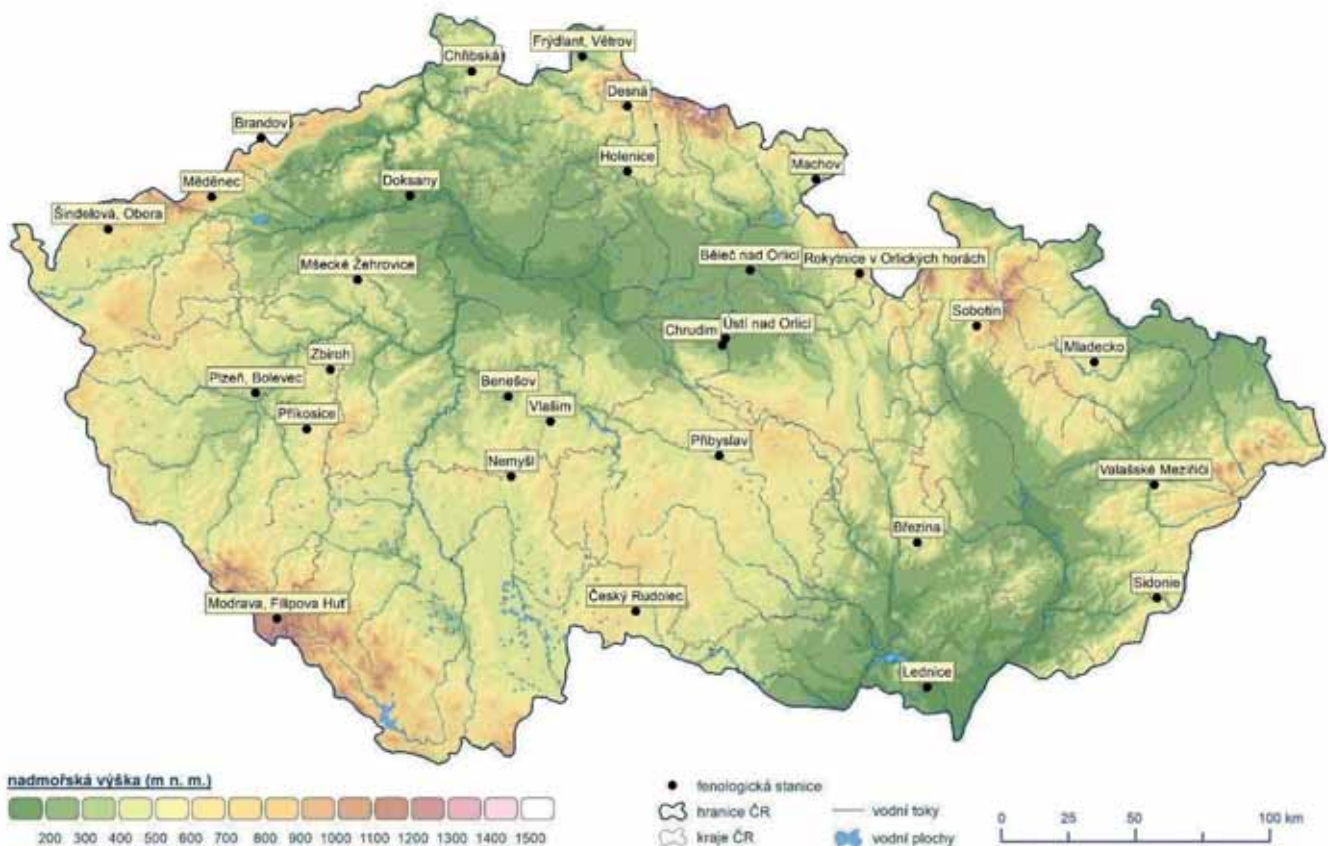 Frýdlant, Větrov
Chřibská
Desná
Brandov
Holenice
Machov
Měděnec
Doksany
Šindelová, Obora
Mšecké Žehrovice
Běleč nad Orlicí
Rokytnice v Orlických horách
Sobotín
Chrudim
Ústí nad Orlicí
Mladecko
Zbiroh
Plzeň, Bolevec
Benešov
Vlašim
Příkosice
Přibyslav
Nemyšl
Valašské Meziříčí
Březina
Sidonie
Modrava, Filipova Huť
Český Rudolec
Lednice
nadmořská výška (m n. m.)
200 300 400 500 600 700 800 900 1000 1100 1200 1300 1400 1500
fenologická stanice
hranice ČR
kraje ČR
vodní toky
vodní plochy
0 25 50 100 km